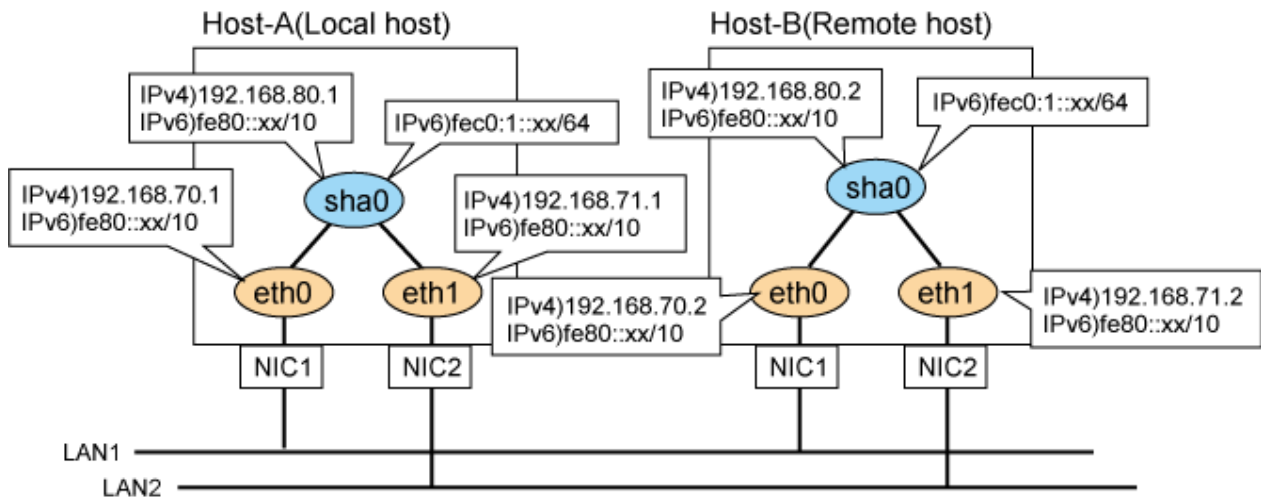 Host-A(Local host)
Host-B(Remote host)
IPv4)192.168.80.1
IPv6)fe80::xx/10
IPv6)fec0:1::xx/64
IPv4)192.168.80.2
IPv6)fe80::xx/10
IPv6)fec0:1::xx/64
IPv4)192.168.70.1
IPv6)fe80::xx/10
sha0
IPv4)192.168.71.1
IPv6)fe80::xx/10
sha0
eth0
eth1
IPv4)192.168.70.2
IPv6)fe80::xx/10
eth0
eth1
IPv4)192.168.71.2
IPv6)fe80::xx/10
NIC1
NIC2
NIC1
NIC2
LAN1
LAN2